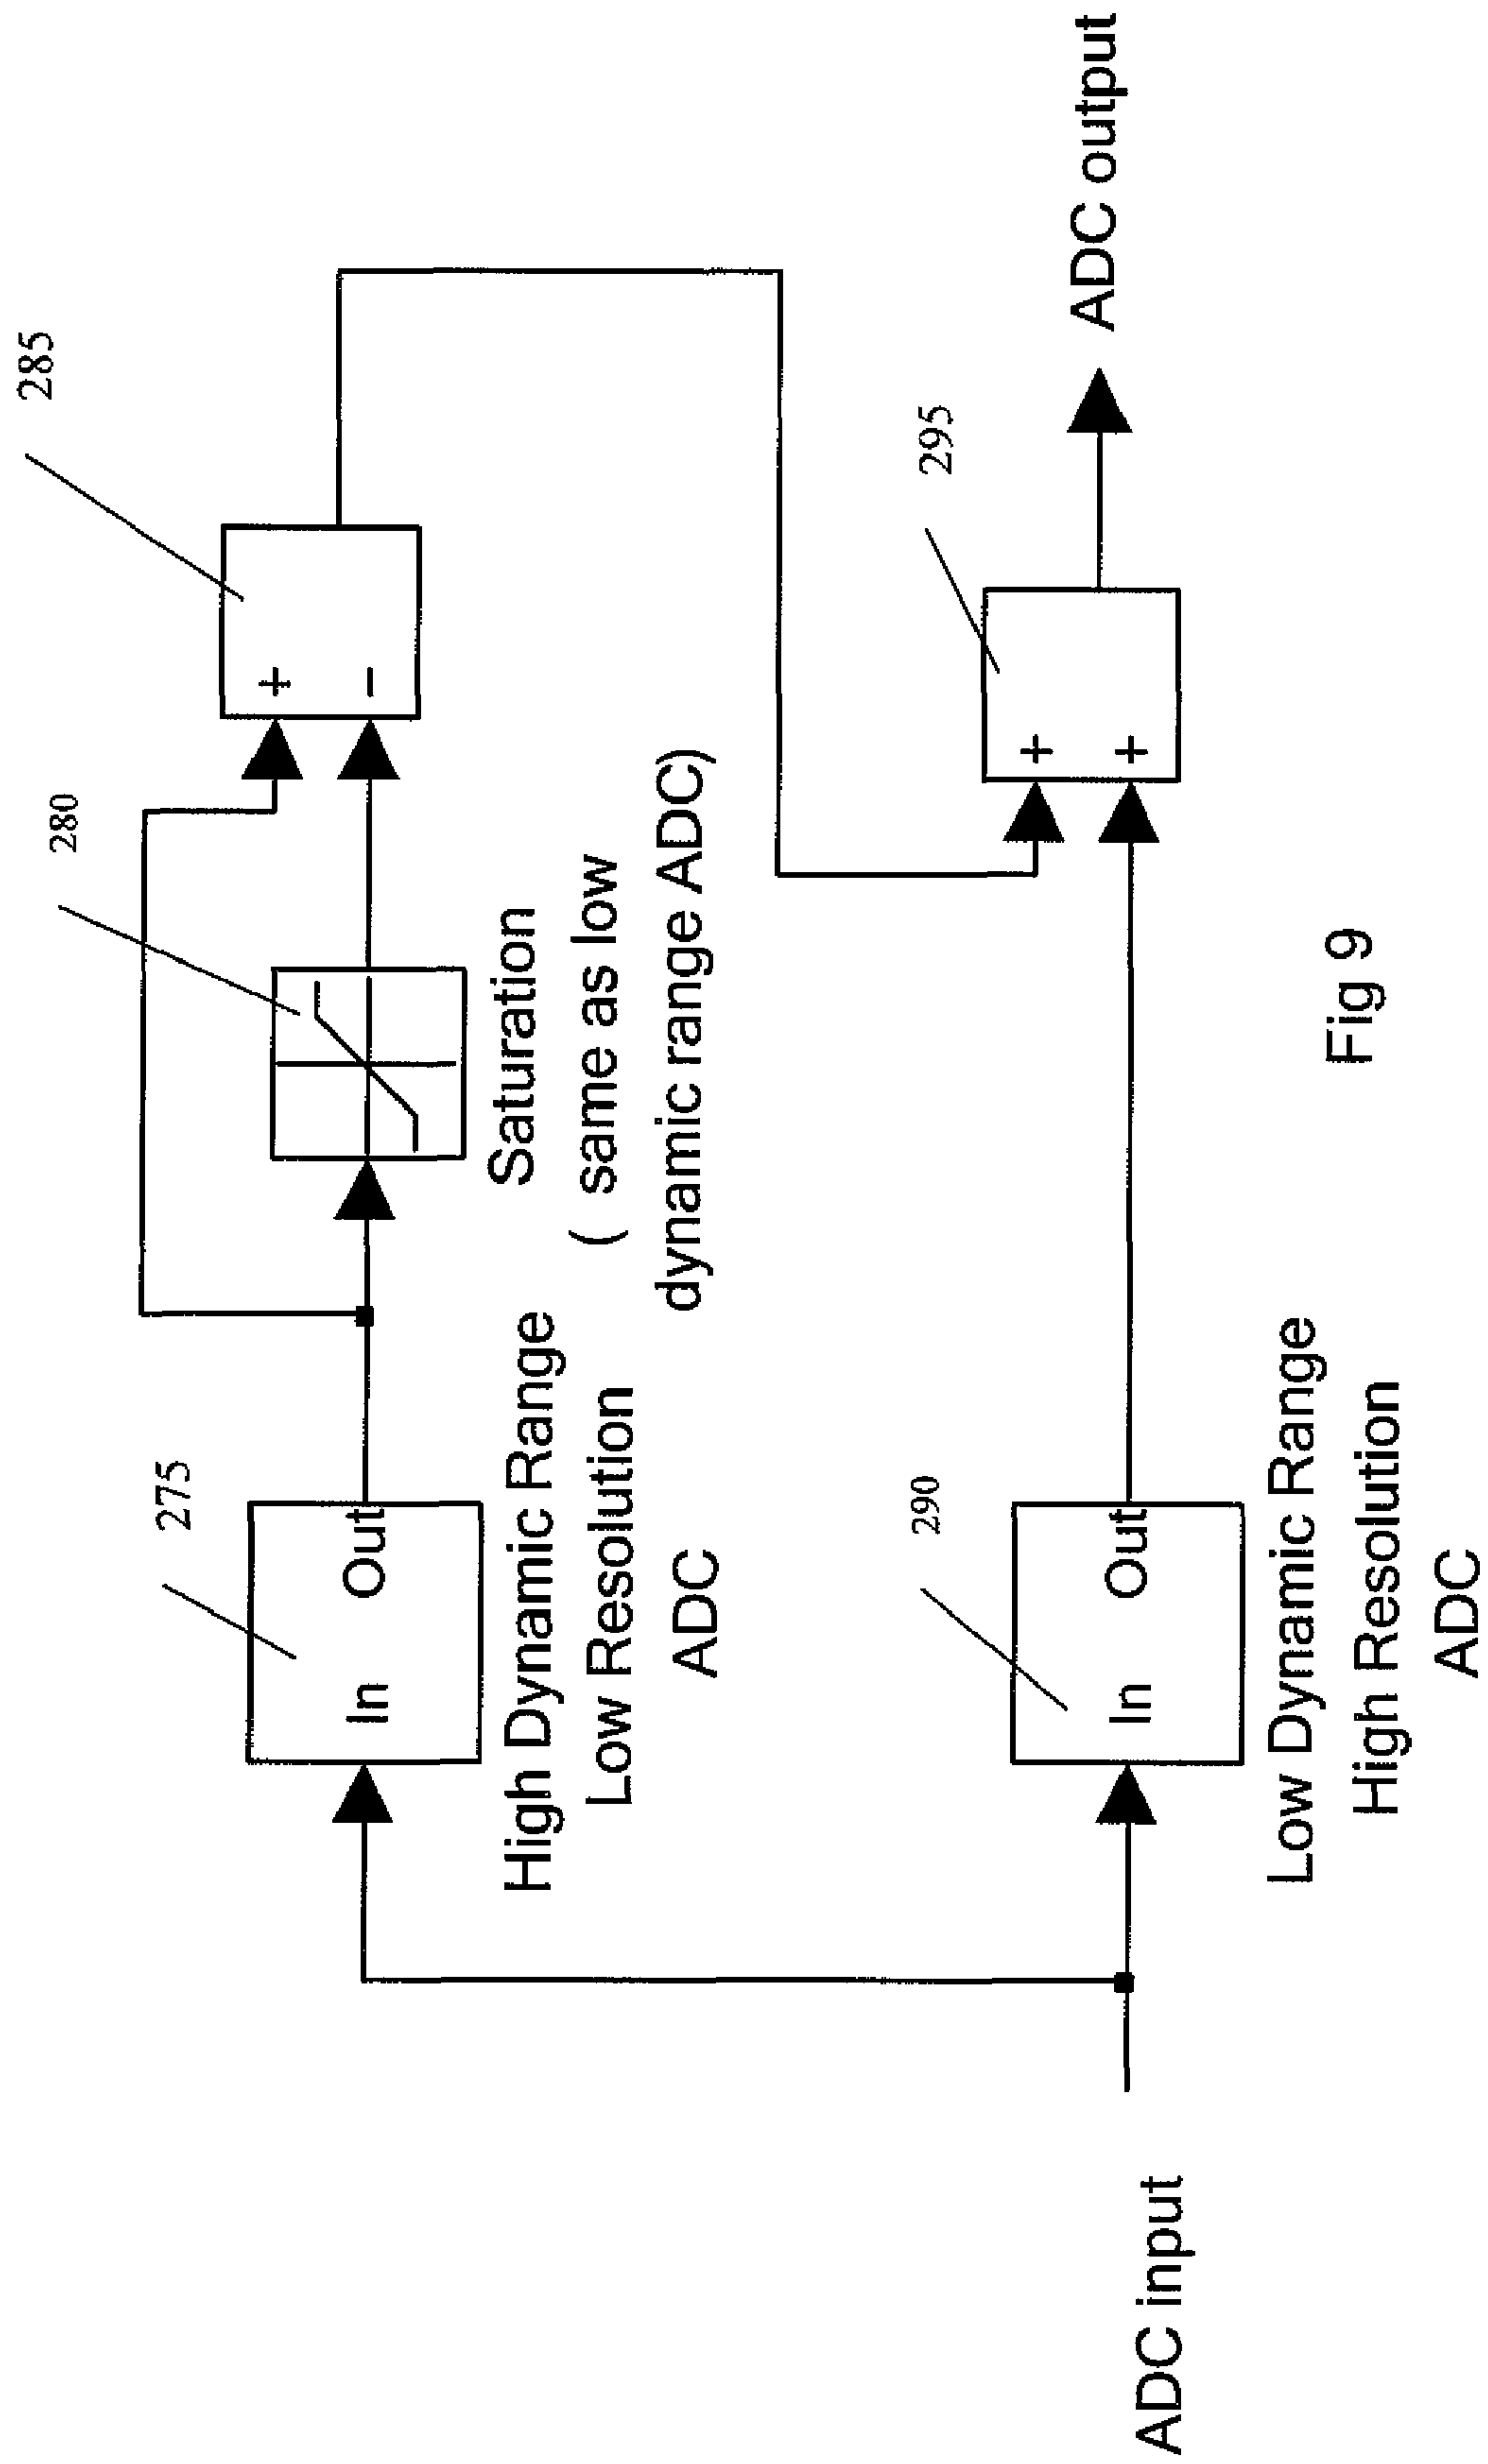 285
280
+
−
275
In Out
Saturation
( same as low
dynamic range ADC)
High Dynamic Range
Low Resolution
ADC
295
290
+
+
In Out
ADC input
ADC output
Low Dynamic Range
High Resolution
ADC
Fig 9